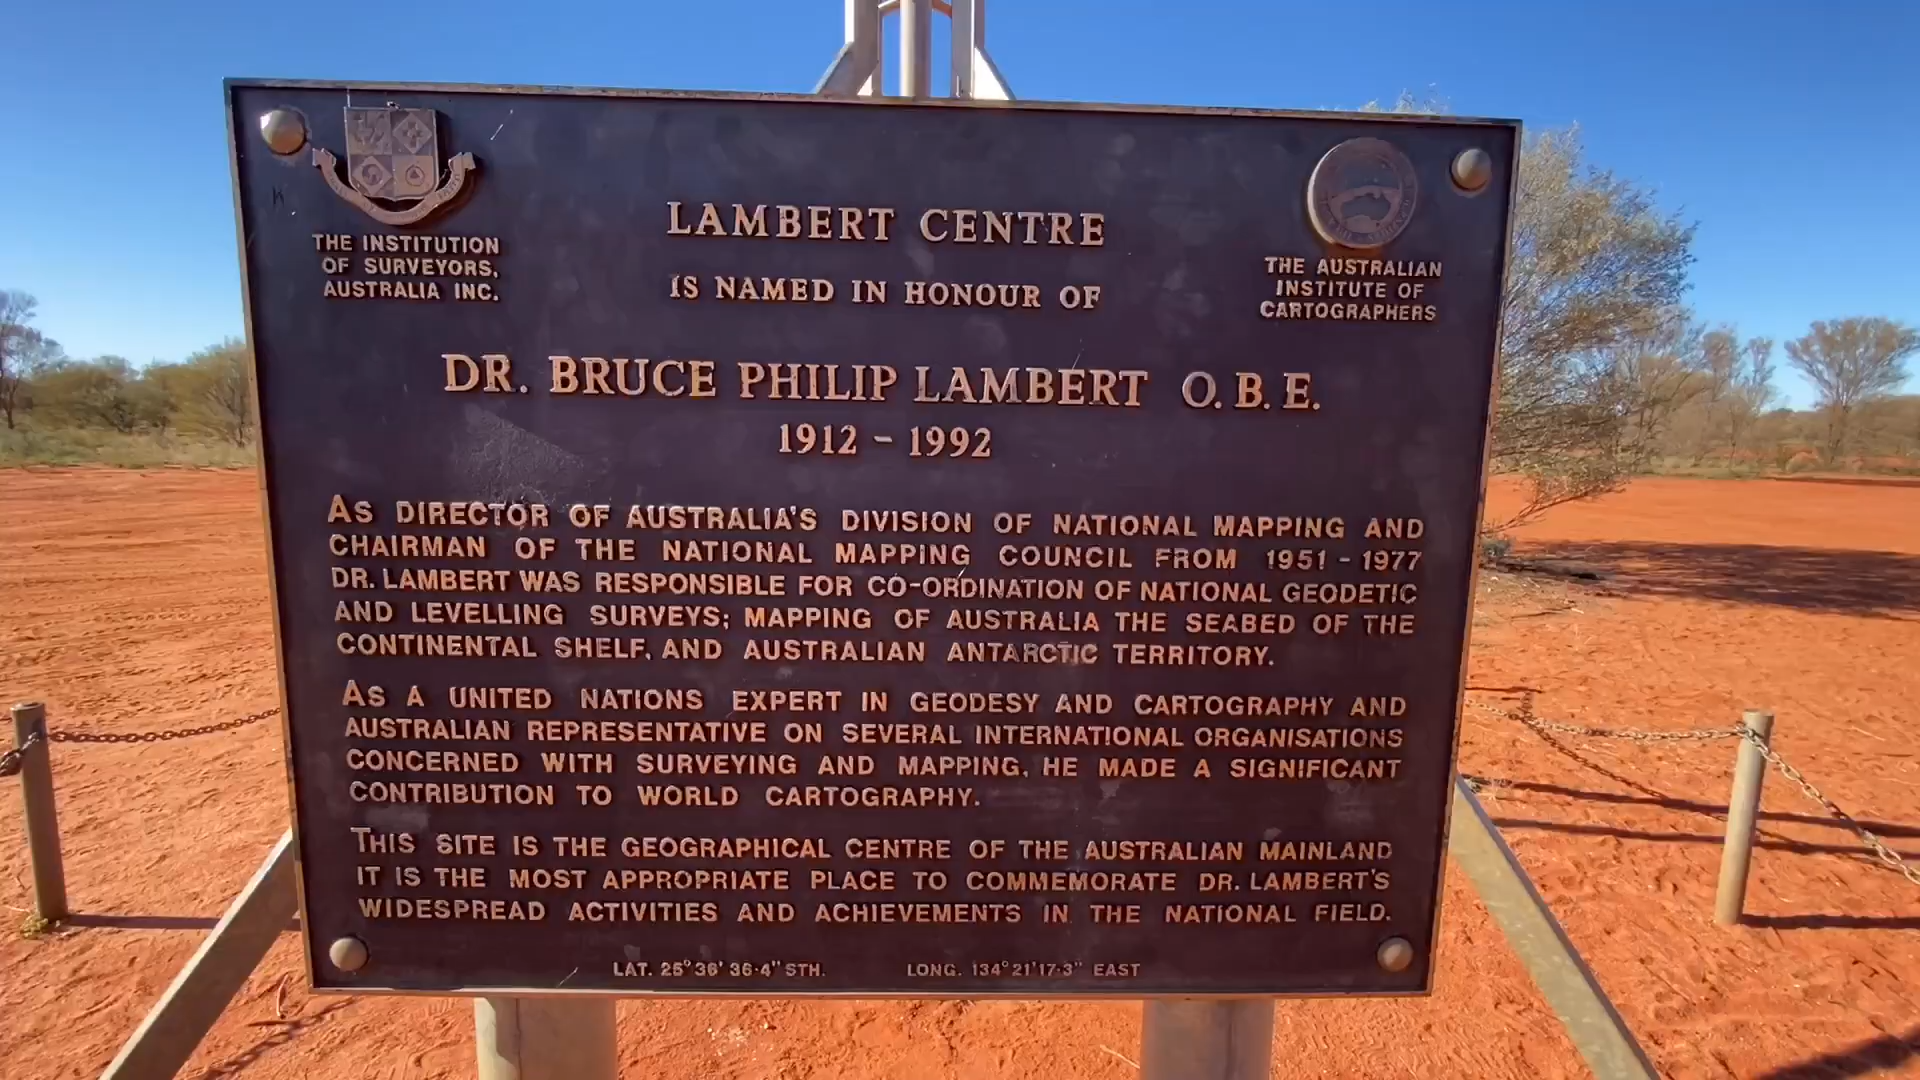 THE INSTITUTION
OF SURVEYORS,
AUSTRALIA INC.
THE AUSTRALIAN
INSTITUTE OF
CARTOGRAPHERS
LAMBERT CENTRE
IS NAMED IN HONOUR OF
DR. BRUCE PHILIP LAMBERT O.B.E.
1912 - 1992
AS DIRECTOR OF AUSTRALIA'S DIVISION OF NATIONAL MAPPING AND
CHAIRMAN OF THE NATIONAL MAPPING COUNCIL FROM 1951 - 1977
DR. LAMBERT WAS RESPONSIBLE FOR CO-ORDINATION OF NATIONAL GEODETIC
AND LEVELLING SURVEYS; MAPPING OF AUSTRALIA THE SEABED OF THE
CONTINENTAL SHELF, AND AUSTRALIAN ANTARCTIC TERRITORY.
AS A UNITED NATIONS EXPERT IN GEODESY AND CARTOGRAPHY AND
AUSTRALIAN REPRESENTATIVE ON SEVERAL INTERNATIONAL ORGANISATIONS
CONCERNED WITH SURVEYING AND MAPPING, HE MADE A SIGNIFICANT
CONTRIBUTION TO WORLD CARTOGRAPHY.
THIS SITE IS THE GEOGRAPHICAL CENTRE OF THE AUSTRALIAN MAINLAND
IT IS THE MOST APPROPRIATE PLACE TO COMMEMORATE DR. LAMBERT'S
WIDESPREAD ACTIVITIES AND ACHIEVEMENTS IN THE NATIONAL FIELD.
LAT. 25° 36' 36·4" STH. LONG. 134° 21' 17·3" EAST